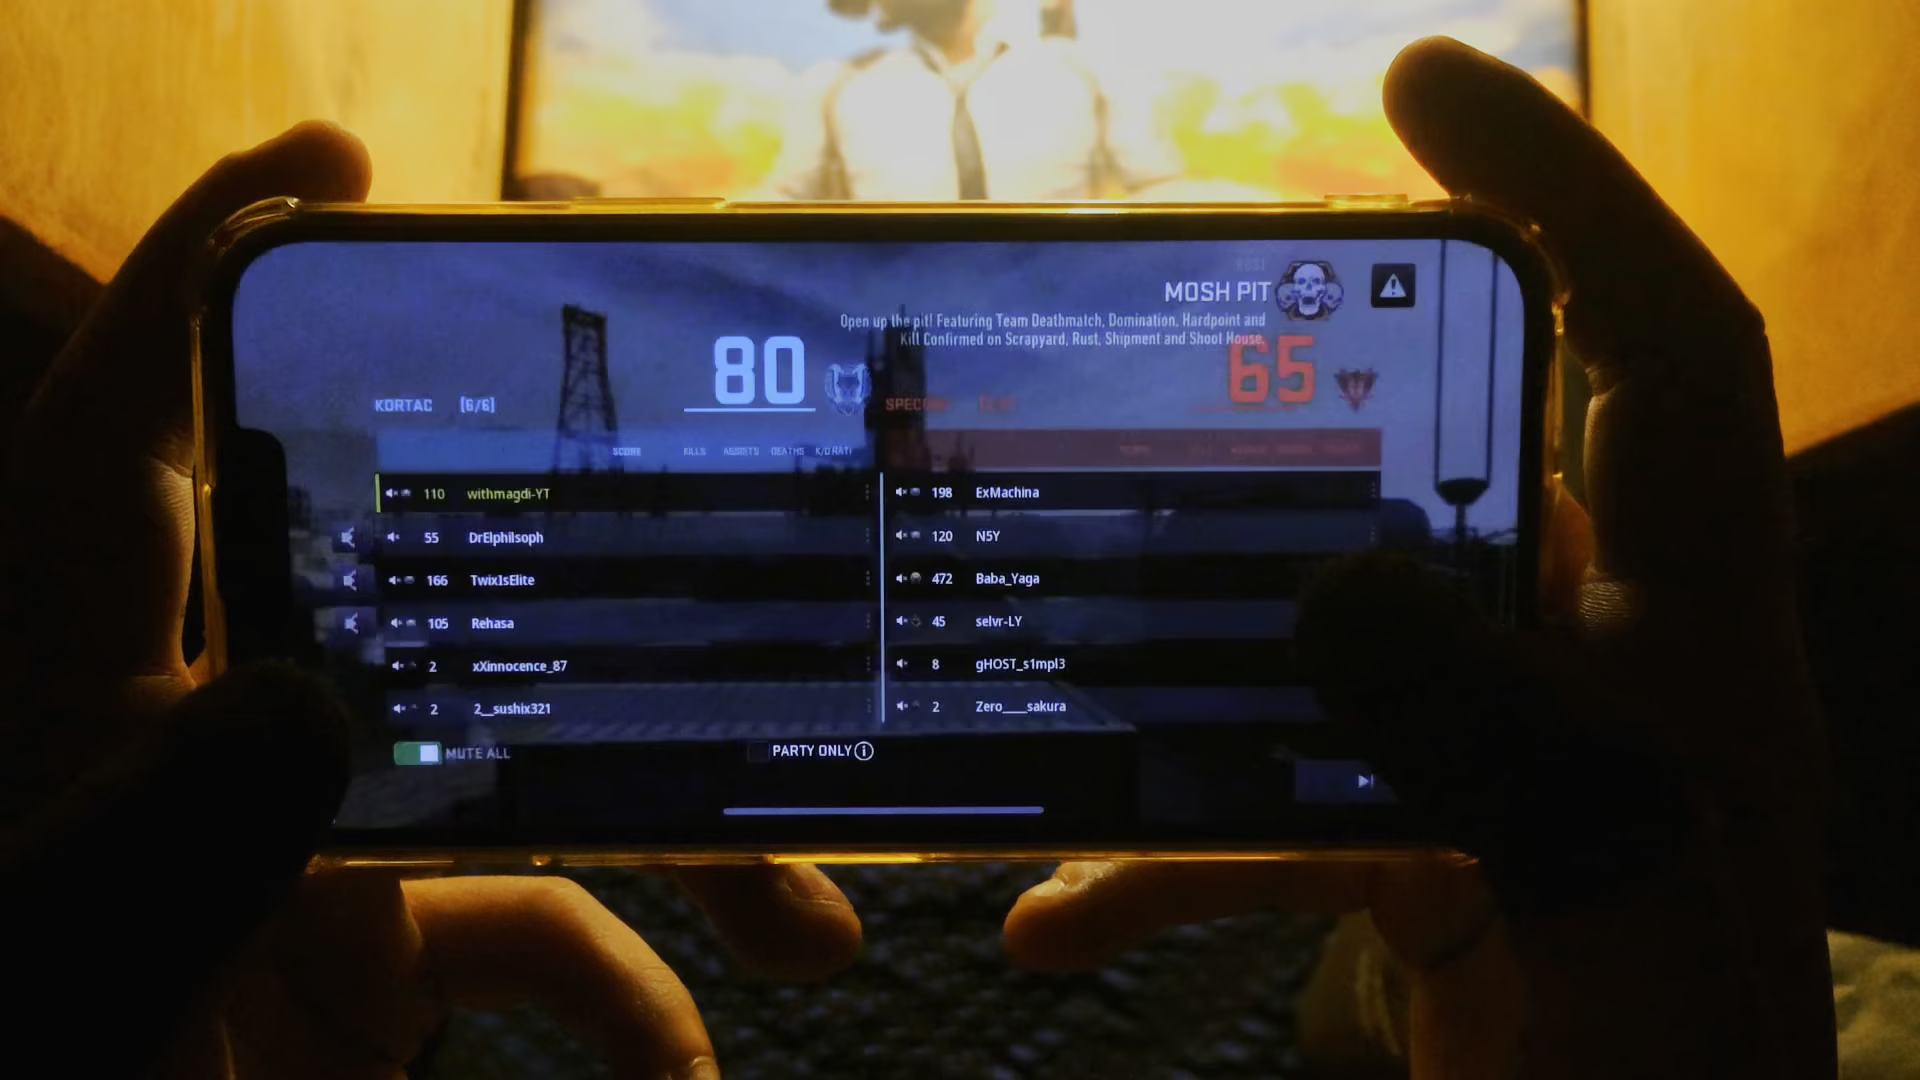 MOSH PIT
Open up the pit! Featuring Team Deathmatch, Domination, Hardpoint and
Kill Confirmed on Scrapyard, Rust, Shipment and Shoot House.
80
65
KORTAC [6/6]
SCORE KILLS ASSISTS DEATHS K/D RATI
110 withmagdi-YT
198 ExMachina
55 DrElphilsoph
120 N5Y
166 TwixIsElite
472 Baba_Yaga
105 Rehasa
45 selvr-LY
2 xXinnocence_87
8 gHOST_s1mpl3
2 2__sushix321
2 Zero____sakura
MUTE ALL
PARTY ONLY